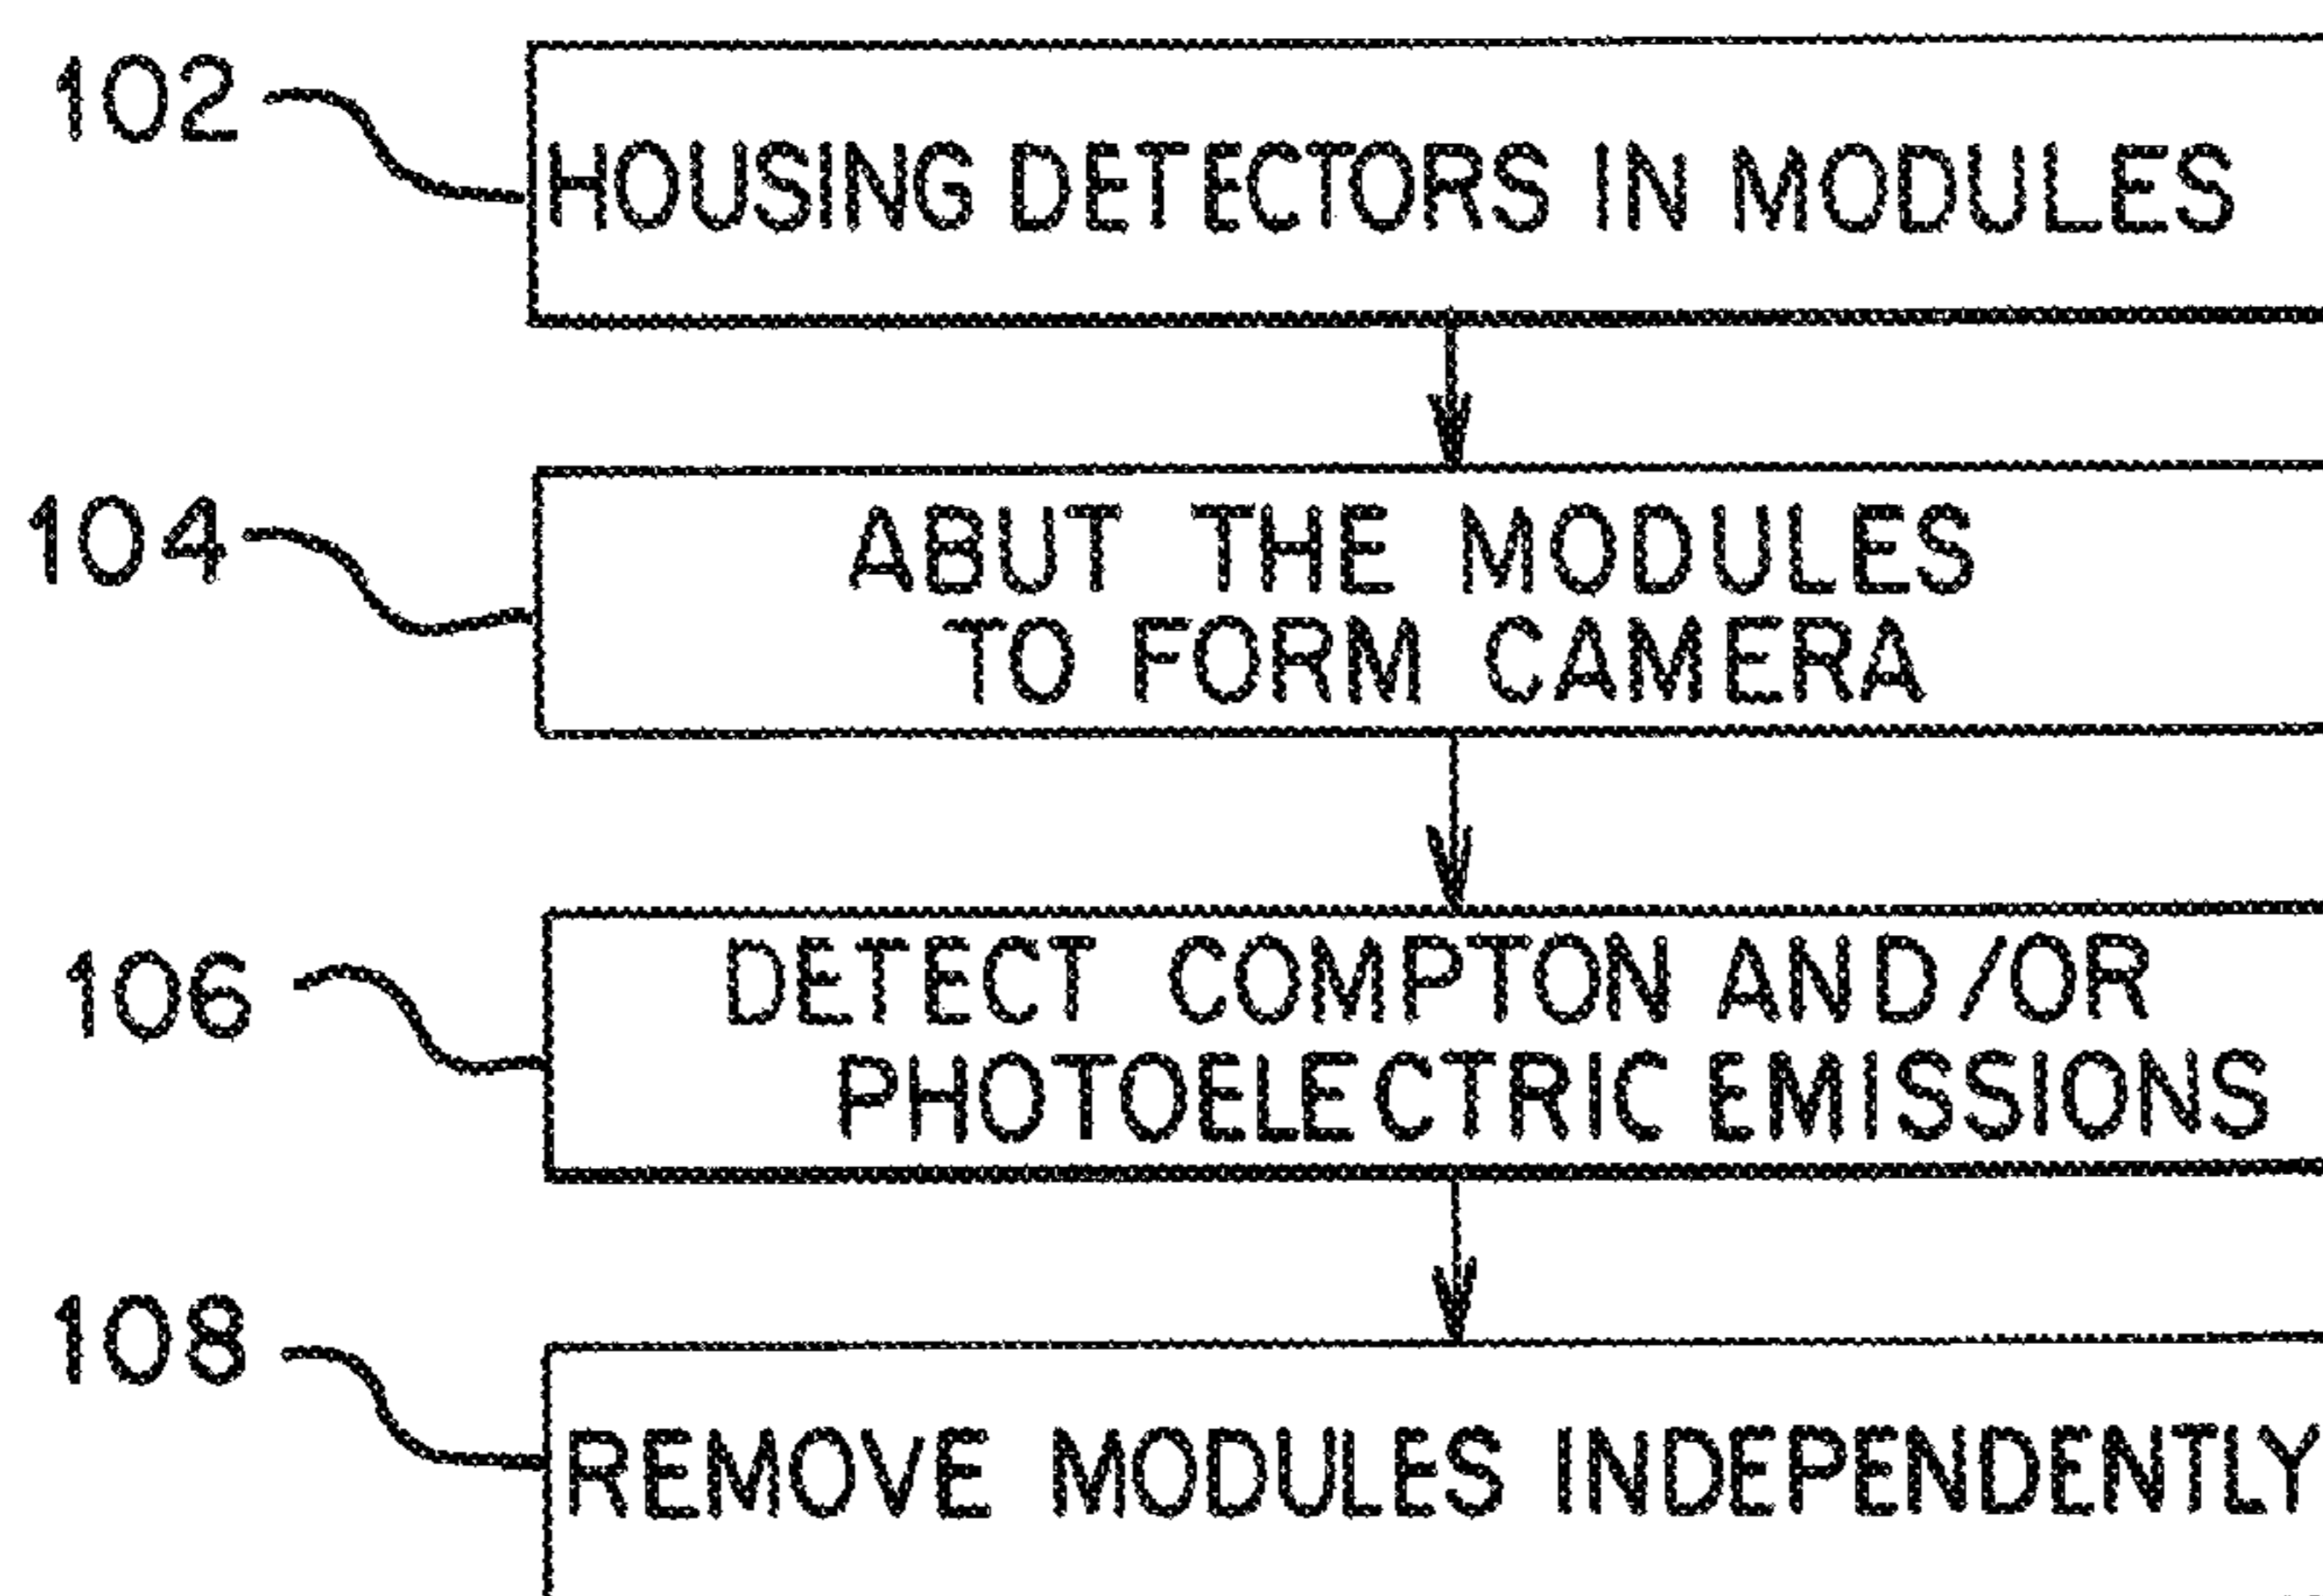 102
HOUSING DETECTORS IN MODULES
104
ABUT THE MODULES
TO FORM CAMERA
106
DETECT COMPTON AND/OR
PHOTOELECTRIC EMISSIONS
108
REMOVE MODULES INDEPENDENTLY